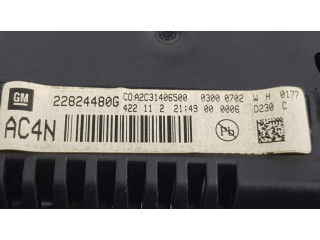 GM
22824480G
CO A2C31406500 0300 0702 W H 0177
422 11 2 21:49 00 0006 D230 C
AC4N
Pb